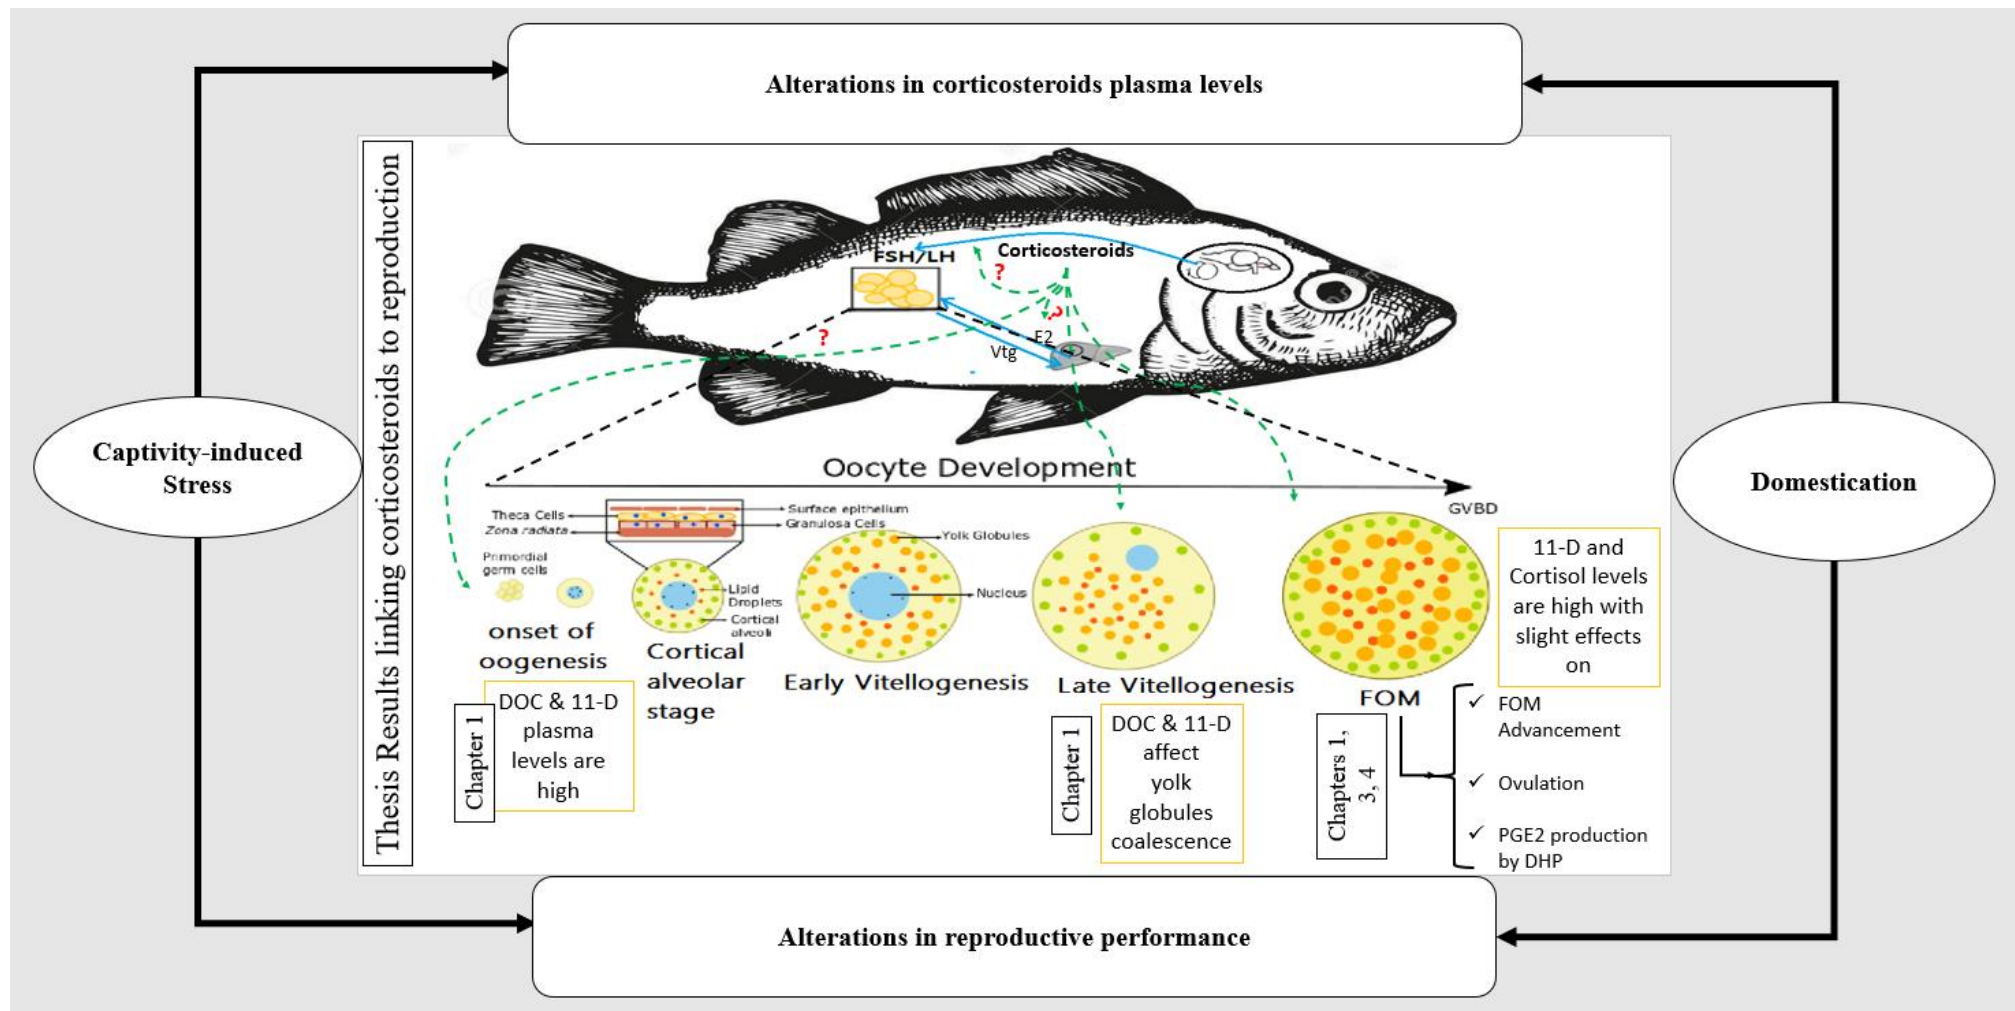 Alterations in corticosteroids plasma levels
Thesis Results linking corticosteroids to reproduction
Captivity-induced
Stress
Domestication
FSH/LH
Corticosteroids
?
?
?
E2
Vtg
Oocyte Development
GVBD
Theca Cells
Zona radiata
Surface epithelium
Granulosa Cells
Primordial
germ cells
Lipid
Droplets
Cortical
alveoli
Yolk Globules
Nucleus
onset of
oogenesis
Cortical
alveolar
stage
Early Vitellogenesis
Late Vitellogenesis
FOM
Chapter 1
DOC & 11-D
plasma
levels are
high
Chapter 1
DOC & 11-D
affect
yolk
globules
coalescence
Chapters 1,
3, 4
11-D and
Cortisol levels
are high with
slight effects
on
✓ FOM
Advancement
✓ Ovulation
✓ PGE2 production
by DHP
Alterations in reproductive performance